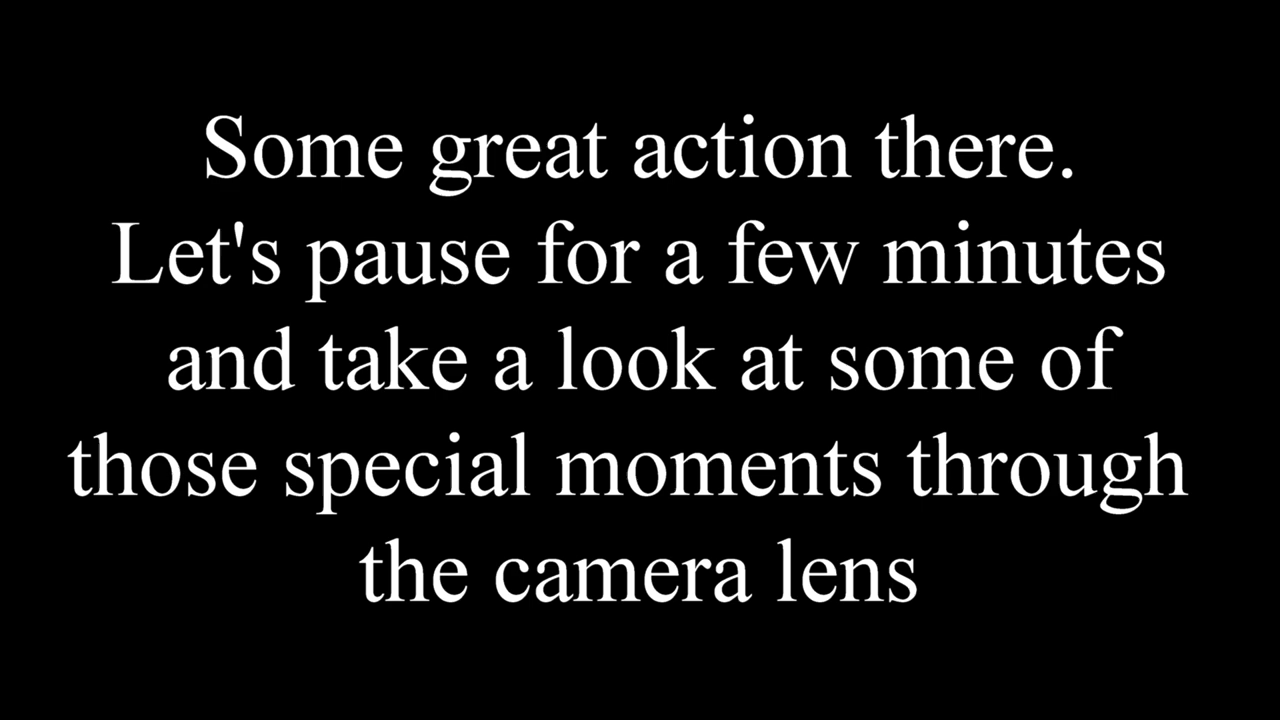 Some great action there.
Let's pause for a few minutes
and take a look at some of
those special moments through
the camera lens